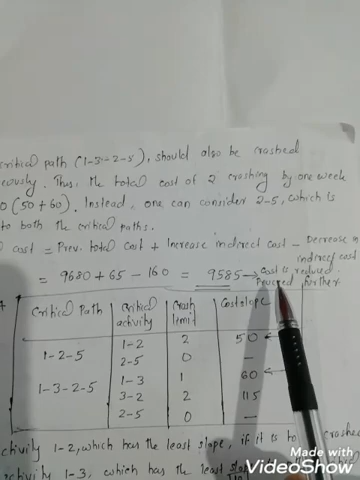 critical path (1-3-2-5), should also be crashed
eously. Thus, the total cost of 2 crashing by one week
0 (50+60). Instead, one can consider 2-5, which is
to both the critical paths.
cost = Prev. total cost + Increase indirect cost - Decrease in indirect cost
= 9680 + 65 - 160 = 9585 → cost is reduced
Proceed further
Critical Path Critical activity Crash limit Cost slope
1-2-5 1-2 2 50 ←
2-5 0 -
1-3-2-5 1-3 1 60 ←
3-2 2 115
2-5 0 -
ctivity 1-2, which has the least slope, if it is to crashed
activity 1-3, which has the least
Made with
VideoShow